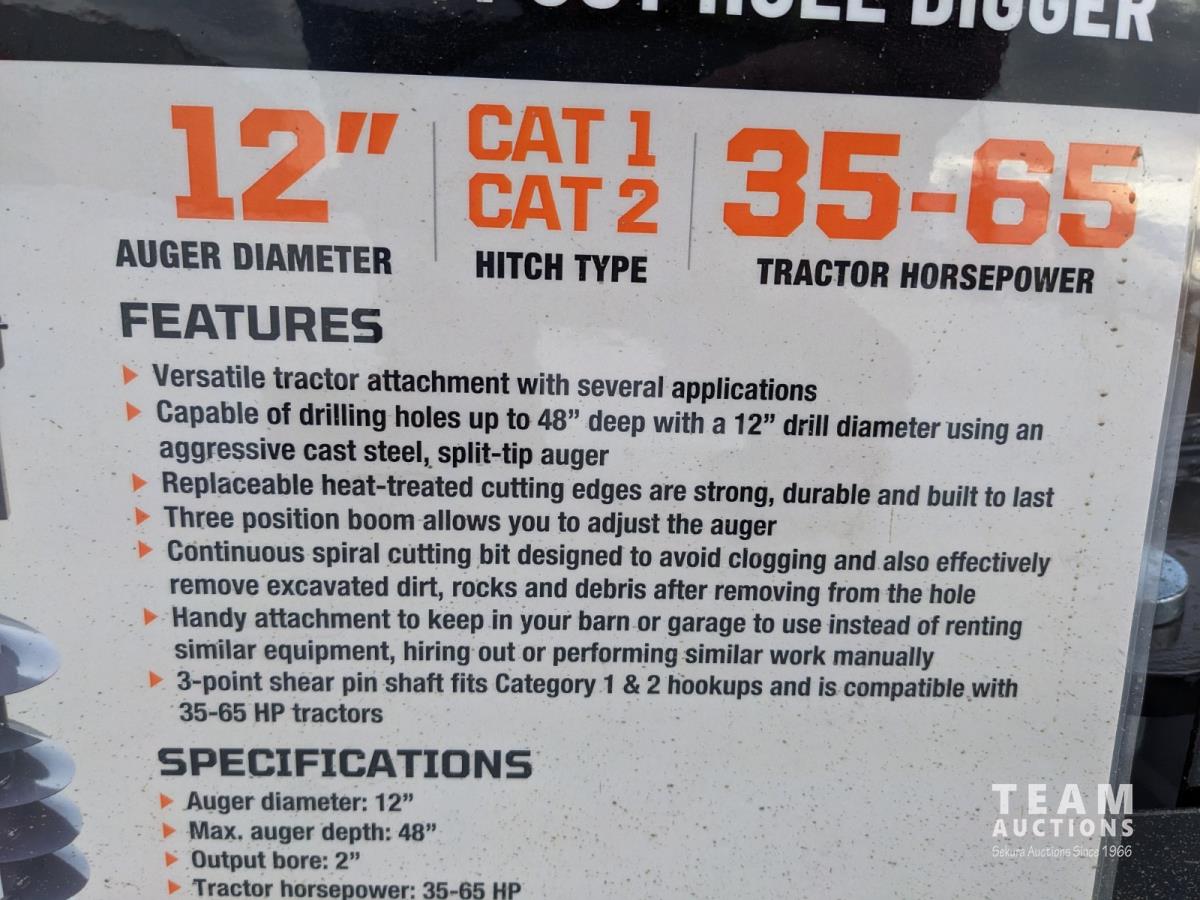 POST HOLE DIGGER
12"
AUGER DIAMETER
CAT 1
CAT 2
HITCH TYPE
35-65
TRACTOR HORSEPOWER
FEATURES
Versatile tractor attachment with several applications
Capable of drilling holes up to 48” deep with a 12” drill diameter using an
aggressive cast steel, split-tip auger
Replaceable heat-treated cutting edges are strong, durable and built to last
Three position boom allows you to adjust the auger
Continuous spiral cutting bit designed to avoid clogging and also effectively
remove excavated dirt, rocks and debris after removing from the hole
Handy attachment to keep in your barn or garage to use instead of renting
similar equipment, hiring out or performing similar work manually
3-point shear pin shaft fits Category 1 & 2 hookups and is compatible with
35-65 HP tractors
SPECIFICATIONS
Auger diameter: 12”
Max. auger depth: 48”
Output bore: 2”
Tractor horsepower: 35-65 HP
TEAM
AUCTIONS
Sekura Auctions Since 1966